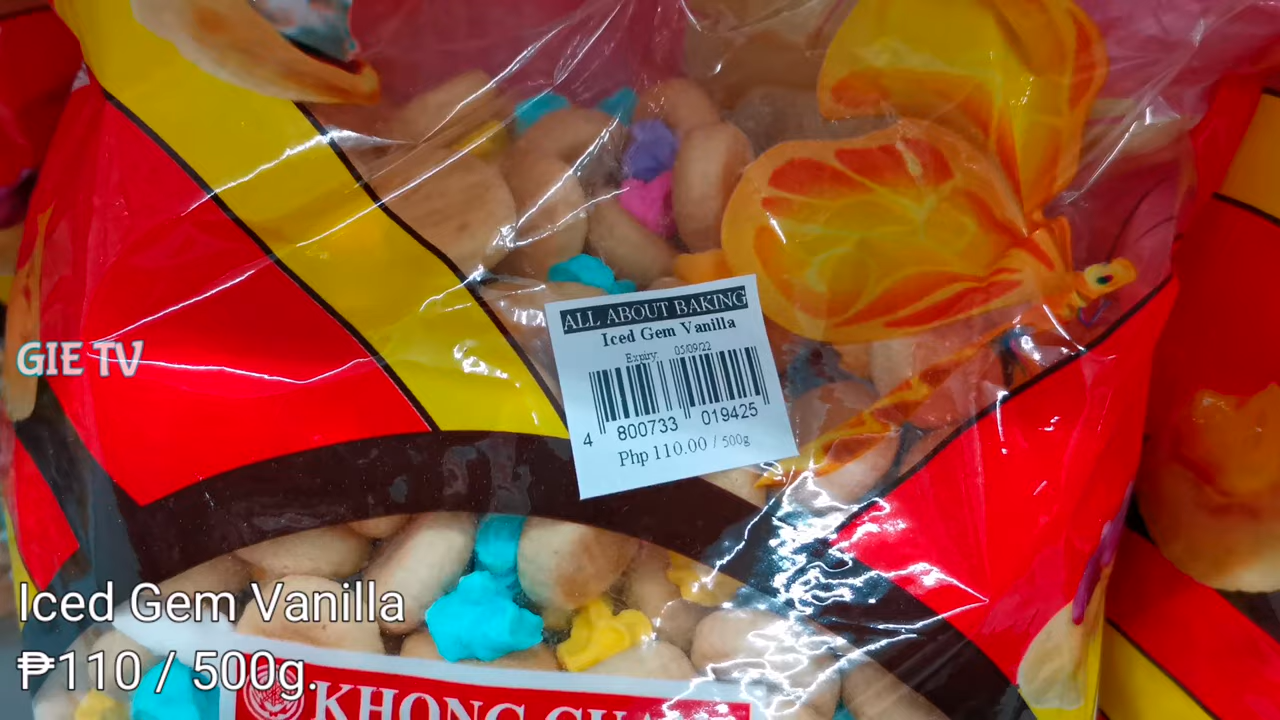 ALL ABOUT BAKING
Iced Gem Vanilla
Expiry: 05/09/22
4 800733 019425
Php 110.00 / 500g
GIE TV
Iced Gem Vanilla
₱110 / 500g.
KHONG